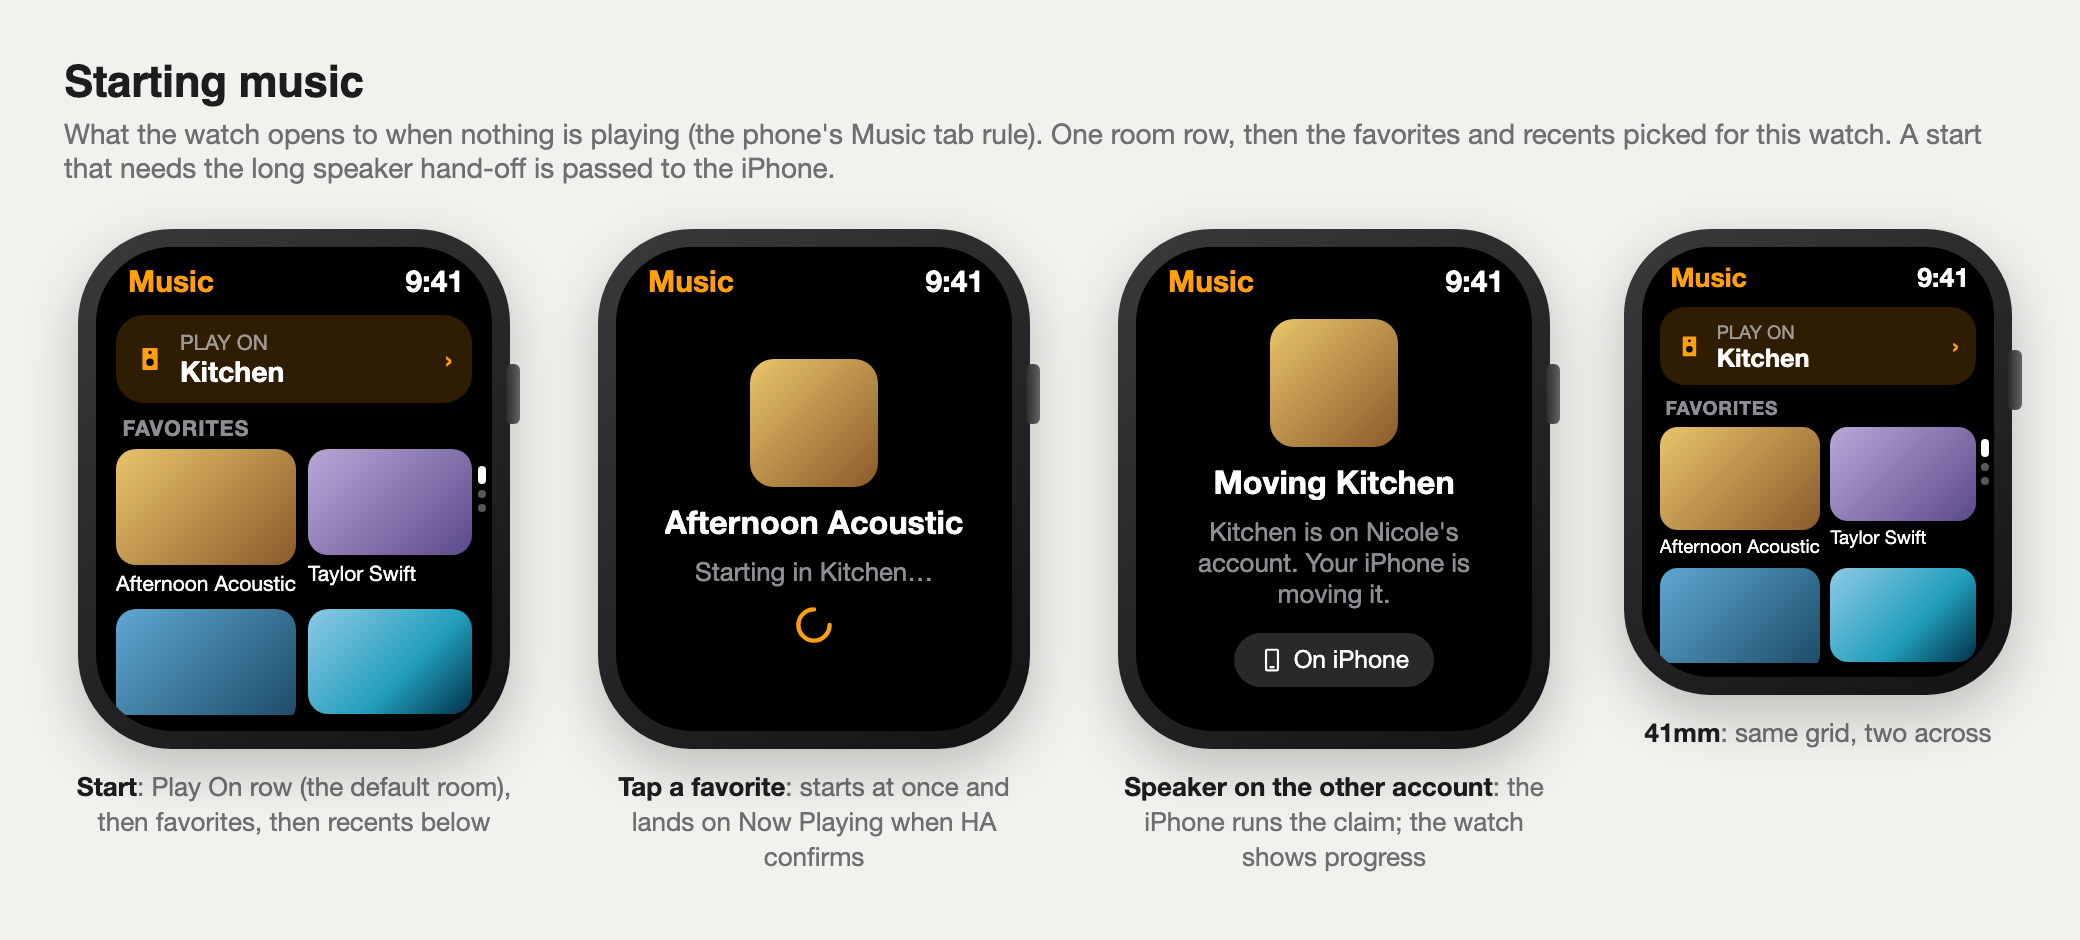 Starting music
What the watch opens to when nothing is playing (the phone's Music tab rule). One room row, then the favorites and recents picked for this watch. A start
that needs the long speaker hand-off is passed to the iPhone.
Music 9:41
PLAY ON
Kitchen
FAVORITES
Afternoon Acoustic
Taylor Swift
Start: Play On row (the default room),
then favorites, then recents below
Music 9:41
Afternoon Acoustic
Starting in Kitchen…
Tap a favorite: starts at once and
lands on Now Playing when HA
confirms
Music 9:41
Moving Kitchen
Kitchen is on Nicole's
account. Your iPhone is
moving it.
On iPhone
Speaker on the other account: the
iPhone runs the claim; the watch
shows progress
Music 9:41
PLAY ON
Kitchen
FAVORITES
Afternoon Acoustic
Taylor Swift
41mm: same grid, two across